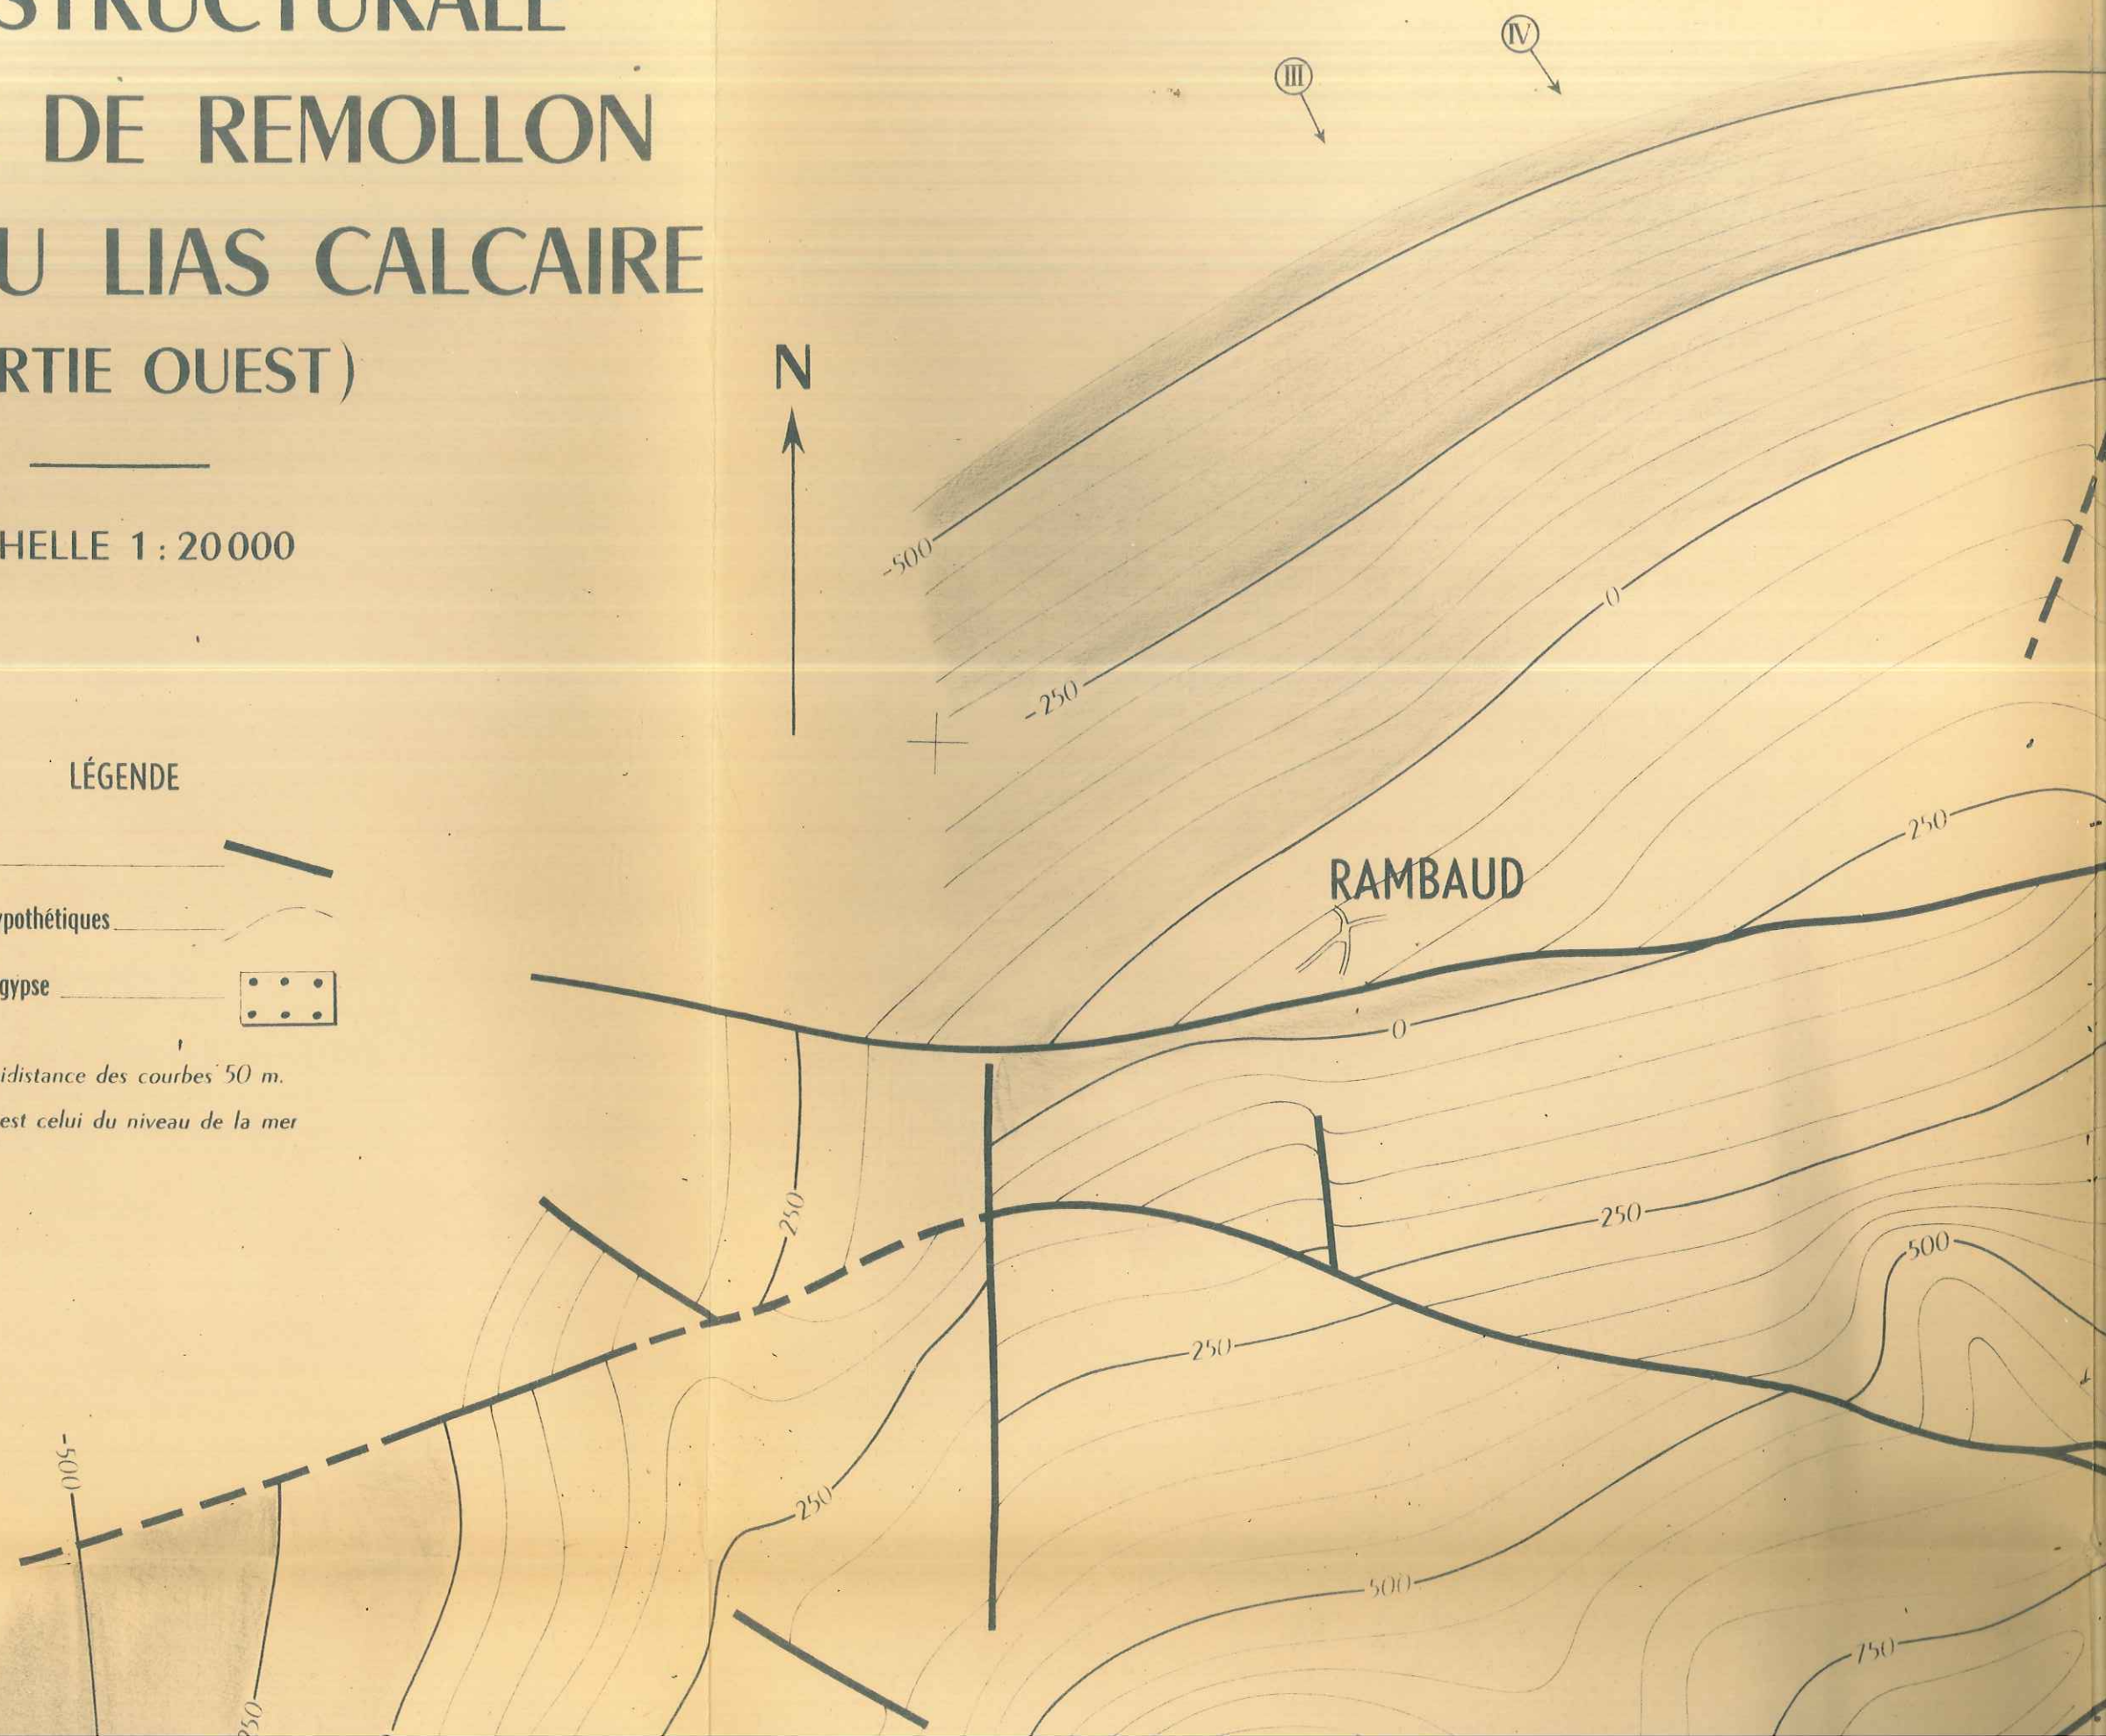 STRUCTURALE
DE REMOLLON
U LIAS CALCAIRE
RTIE OUEST)
HELLE 1 : 20 000
N
III
IV
LÉGENDE
ypothétiques
gypse
idistance des courbes 50 m.
est celui du niveau de la mer
-500
-250
0
250
RAMBAUD
0
250
250
500
250
250
-500
500
750
250